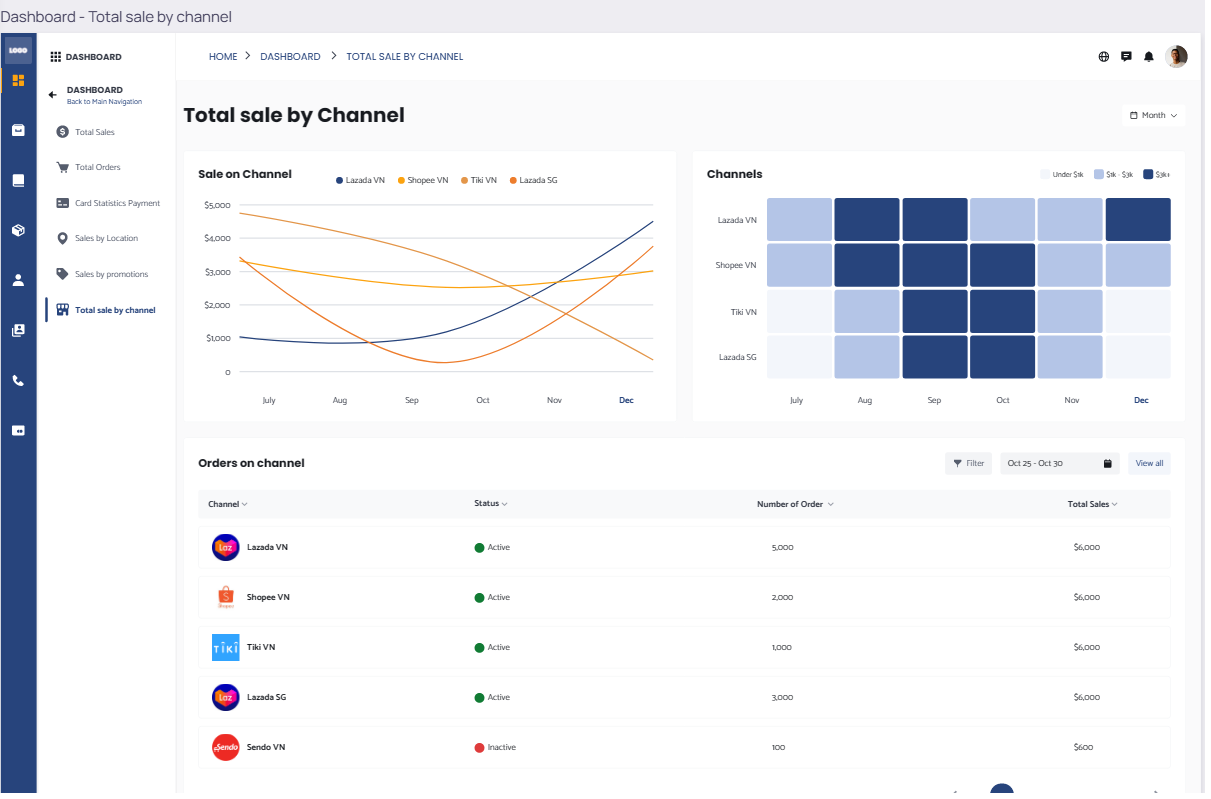 Dashboard - Total sale by channel
LOGO
DASHBOARD
HOME > DASHBOARD > TOTAL SALE BY CHANNEL
DASHBOARD
Back to Main Navigation
Total Sales
Total Orders
Card Statistics Payment
Sales by Location
Sales by promotions
Total sale by channel
Total sale by Channel
Month
Sale on Channel
Lazada VN
Shopee VN
Tiki VN
Lazada SG
$5,000
$4,000
$3,000
$2,000
$1,000
0
July Aug Sep Oct Nov Dec
Channels
Under $1k
$1k - $3k
$3k+
Lazada VN
Shopee VN
Tiki VN
Lazada SG
July Aug Sep Oct Nov Dec
Orders on channel
Filter
Oct 25 - Oct 30
View all
Channel Status Number of Order Total Sales
Laz Lazada VN Active 5,000 $6,000
S Shopee Shopee VN Active 2,000 $6,000
TIKI Tiki VN Active 1,000 $6,000
Laz Lazada SG Active 3,000 $6,000
Sendo Sendo VN Inactive 100 $600